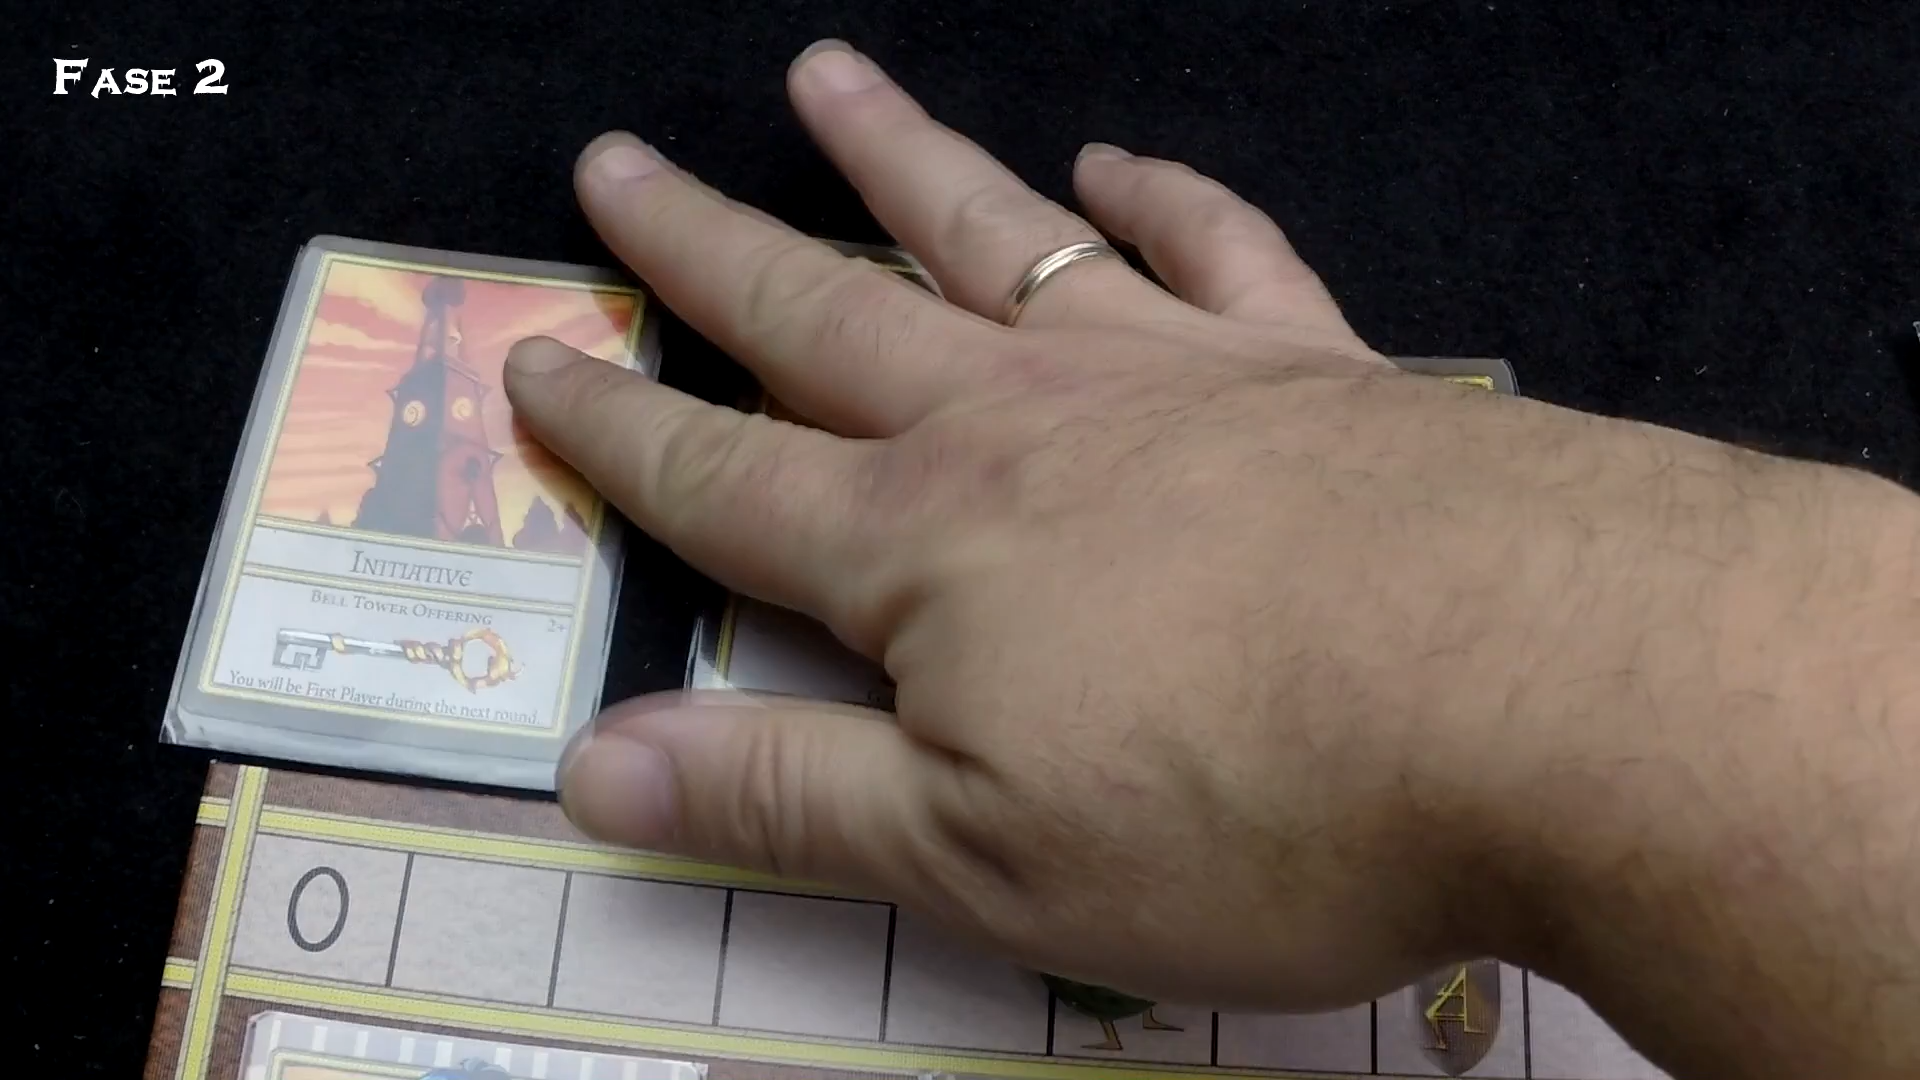 FASE 2
INITIATIVE
BELL TOWER OFFERING
2+
You will be First Player during the next round.
0
A